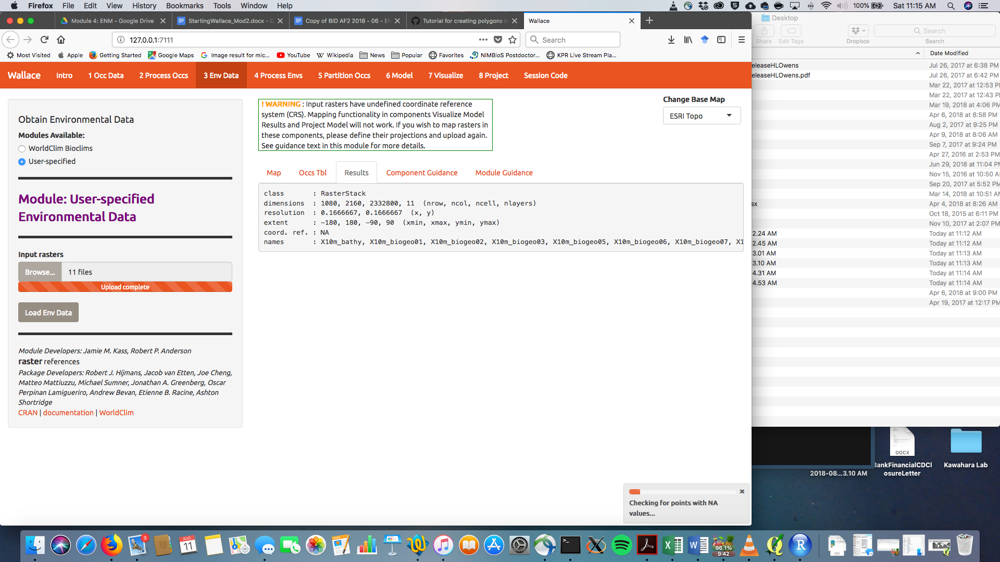 Firefox File Edit View History Bookmarks Tools Window Help
100% Sat 11:15 AM
Module 4: ENM - Google Drive
StartingWallace_Mod2.docx - G
Copy of BID AF2 2018 - 06 - EN
Tutorial for creating polygons in
Wallace
127.0.0.1:7111
Search
Most Visited Apple Getting Started Google Maps Image result for mic... YouTube Wikipedia News Popular Favorites NIMBioS Postdoctor... KPR Live Stream Pla...
Wallace Intro 1 Occ Data 2 Process Occs 3 Env Data 4 Process Envs 5 Partition Occs 6 Model 7 Visualize 8 Project Session Code
Obtain Environmental Data
Modules Available:
WorldClim Bioclims
User-specified
Module: User-specified
Environmental Data
Input rasters
Browse... 11 files
Upload complete
Load Env Data
Module Developers: Jamie M. Kass, Robert P. Anderson
raster references
Package Developers: Robert J. Hijmans, Jacob van Etten, Joe Cheng,
Matteo Mattiuzzu, Michael Sumner, Jonathan A. Greenberg, Oscar
Perpinan Lamigueriro, Andrew Bevan, Etienne B. Racine, Ashton
Shortridge
CRAN | documentation | WorldClim
! WARNING : Input rasters have undefined coordinate reference
system (CRS). Mapping functionality in components Visualize Model
Results and Project Model will not work. If you wish to map rasters in
these components, please define their projections and upload again.
See guidance text in this module for more details.
Change Base Map
ESRI Topo
Map Occs Tbl Results Component Guidance Module Guidance
class : RasterStack
dimensions : 1080, 2160, 2332800, 11 (nrow, ncol, ncell, nlayers)
resolution : 0.1666667, 0.1666667 (x, y)
extent : -180, 180, -90, 90 (xmin, xmax, ymin, ymax)
coord. ref. : NA
names : X10m_bathy, X10m_biogeo01, X10m_biogeo02, X10m_biogeo03, X10m_biogeo05, X10m_biogeo06, X10m_biogeo07, X1
Checking for points with NA
values...
Desktop
Search
Share Edit Tags Dropbox Search
Date Modified
eleaseHLOwens Jul 26, 2017 at 6:38 PM
eleaseHLOwens.pdf Jul 26, 2017 at 6:42 PM
Mar 22, 2017 at 12:53 P
Mar 22, 2017 at 12:43 P
Mar 19, 2018 at 4:06 PM
Apr 6, 2018 at 8:58 PM
Aug 2, 2017 at 9:25 PM
Apr 9, 2018 at 8:06 AM
Sep 7, 2017 at 9:24 PM
Apr 27, 2016 at 2:53 PM
Jun 29, 2018 at 11:04 P
Nov 15, 2016 at 10:50 A
Sep 20, 2017 at 5:52 PM
Mar 14, 2018 at 10:51 A
sx Apr 4, 2018 at 8:26 AM
Oct 18, 2015 at 6:11 PM
Nov 10, 2017 at 2:07 PM
2.24 AM Today at 11:12 AM
2.45 AM Today at 11:12 AM
3.01 AM Today at 11:13 AM
3.10 AM Today at 11:13 AM
4.31 AM Today at 11:14 AM
4.53 AM Today at 11:14 AM
Apr 6, 2018 at 9:00 PM
Apr 19, 2017 at 12:17 PM
DOCX
BankFinancialCDCl
osureLetter
Kawahara Lab
2018-08...3.10 AM
3
AUG
11
96.1%
9:42